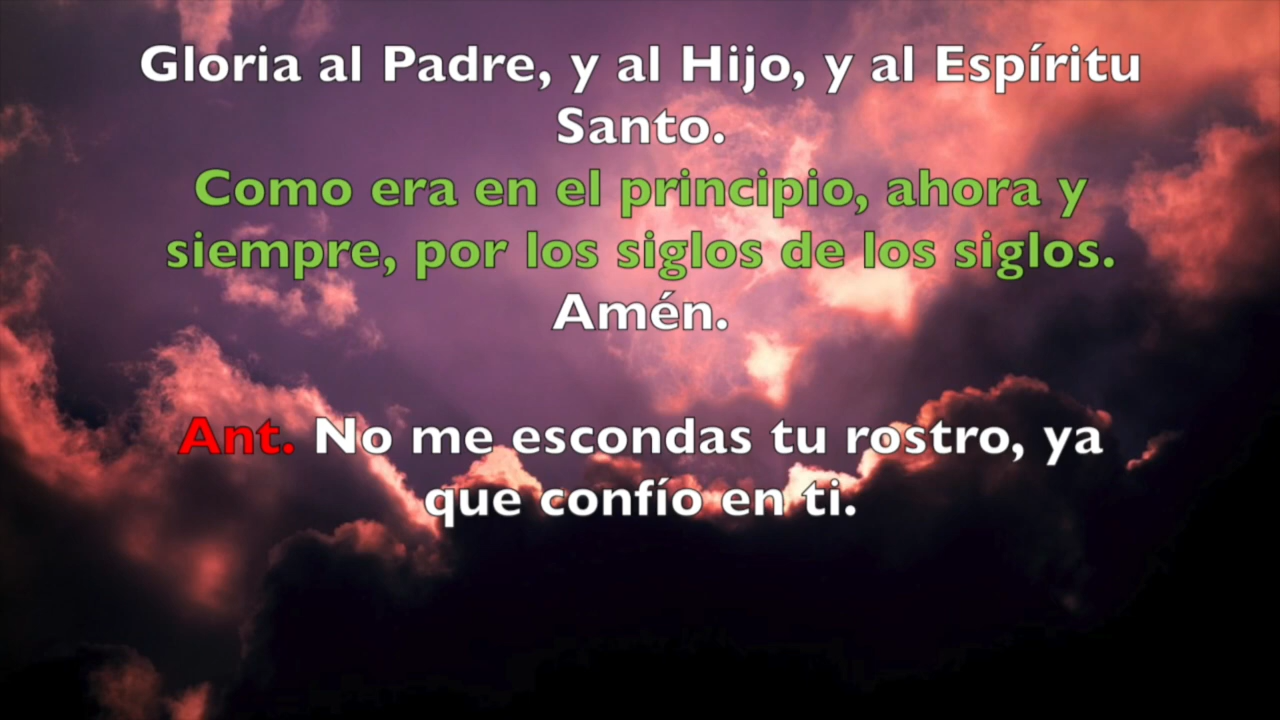 Gloria al Padre, y al Hijo, y al Espíritu
Santo.
Como era en el principio, ahora y
siempre, por los siglos de los siglos.
Amén.
Ant. No me escondas tu rostro, ya
que confío en ti.